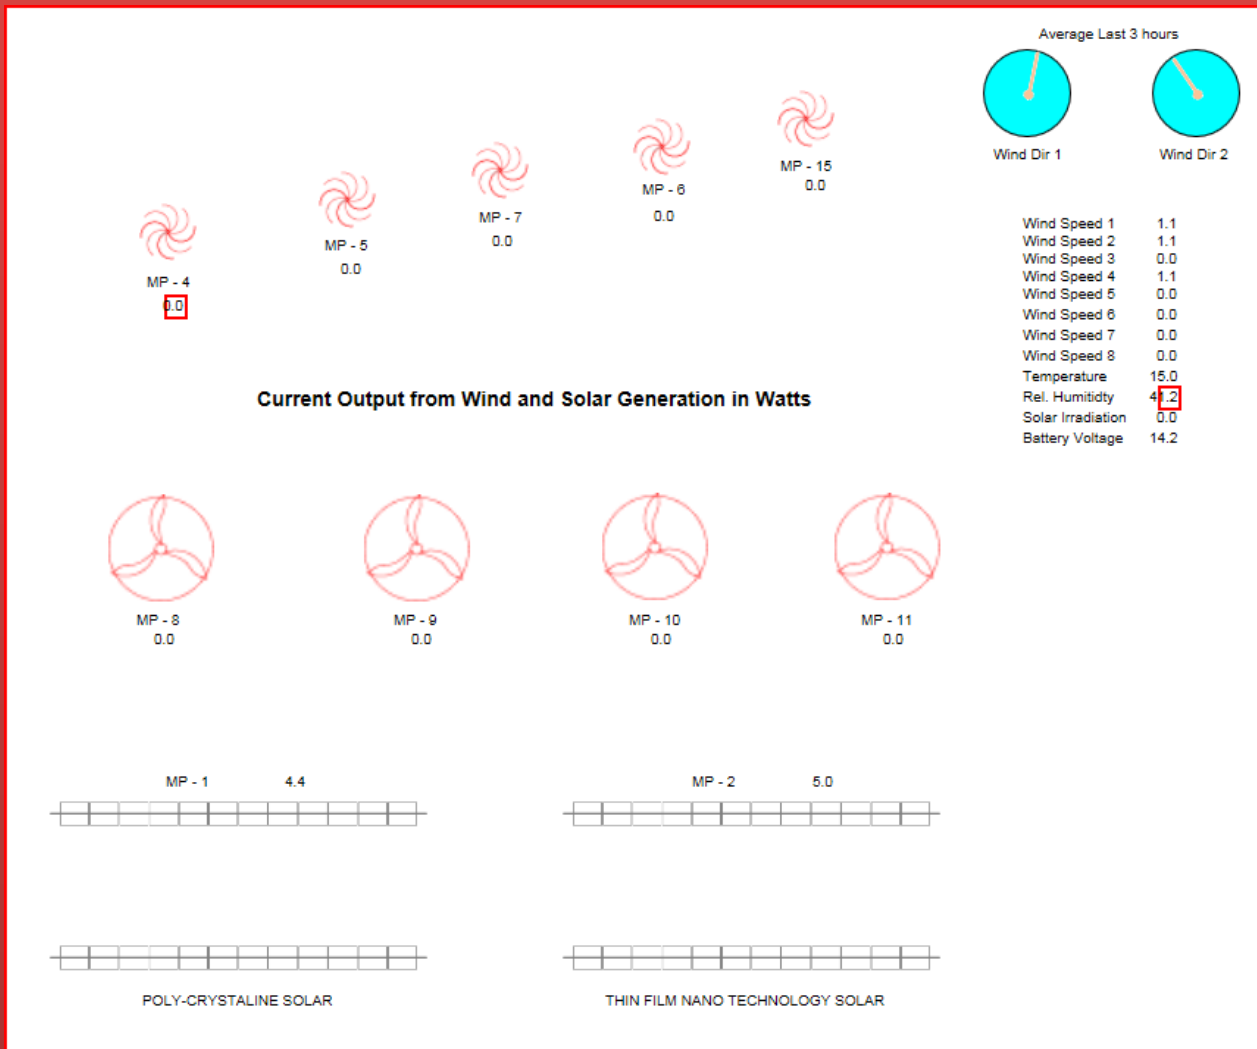 Average Last 3 hours
Wind Dir 1
Wind Dir 2
MP - 15
0.0
MP - 6
0.0
MP - 7
0.0
MP - 5
0.0
MP - 4
0.0
Wind Speed 1 1.1
Wind Speed 2 1.1
Wind Speed 3 0.0
Wind Speed 4 1.1
Wind Speed 5 0.0
Wind Speed 6 0.0
Wind Speed 7 0.0
Wind Speed 8 0.0
Temperature 15.0
Rel. Humitidty 41.2
Solar Irradiation 0.0
Battery Voltage 14.2
Current Output from Wind and Solar Generation in Watts
MP - 8
0.0
MP - 9
0.0
MP - 10
0.0
MP - 11
0.0
MP - 1 4.4
MP - 2 5.0
POLY-CRYSTALINE SOLAR
THIN FILM NANO TECHNOLOGY SOLAR